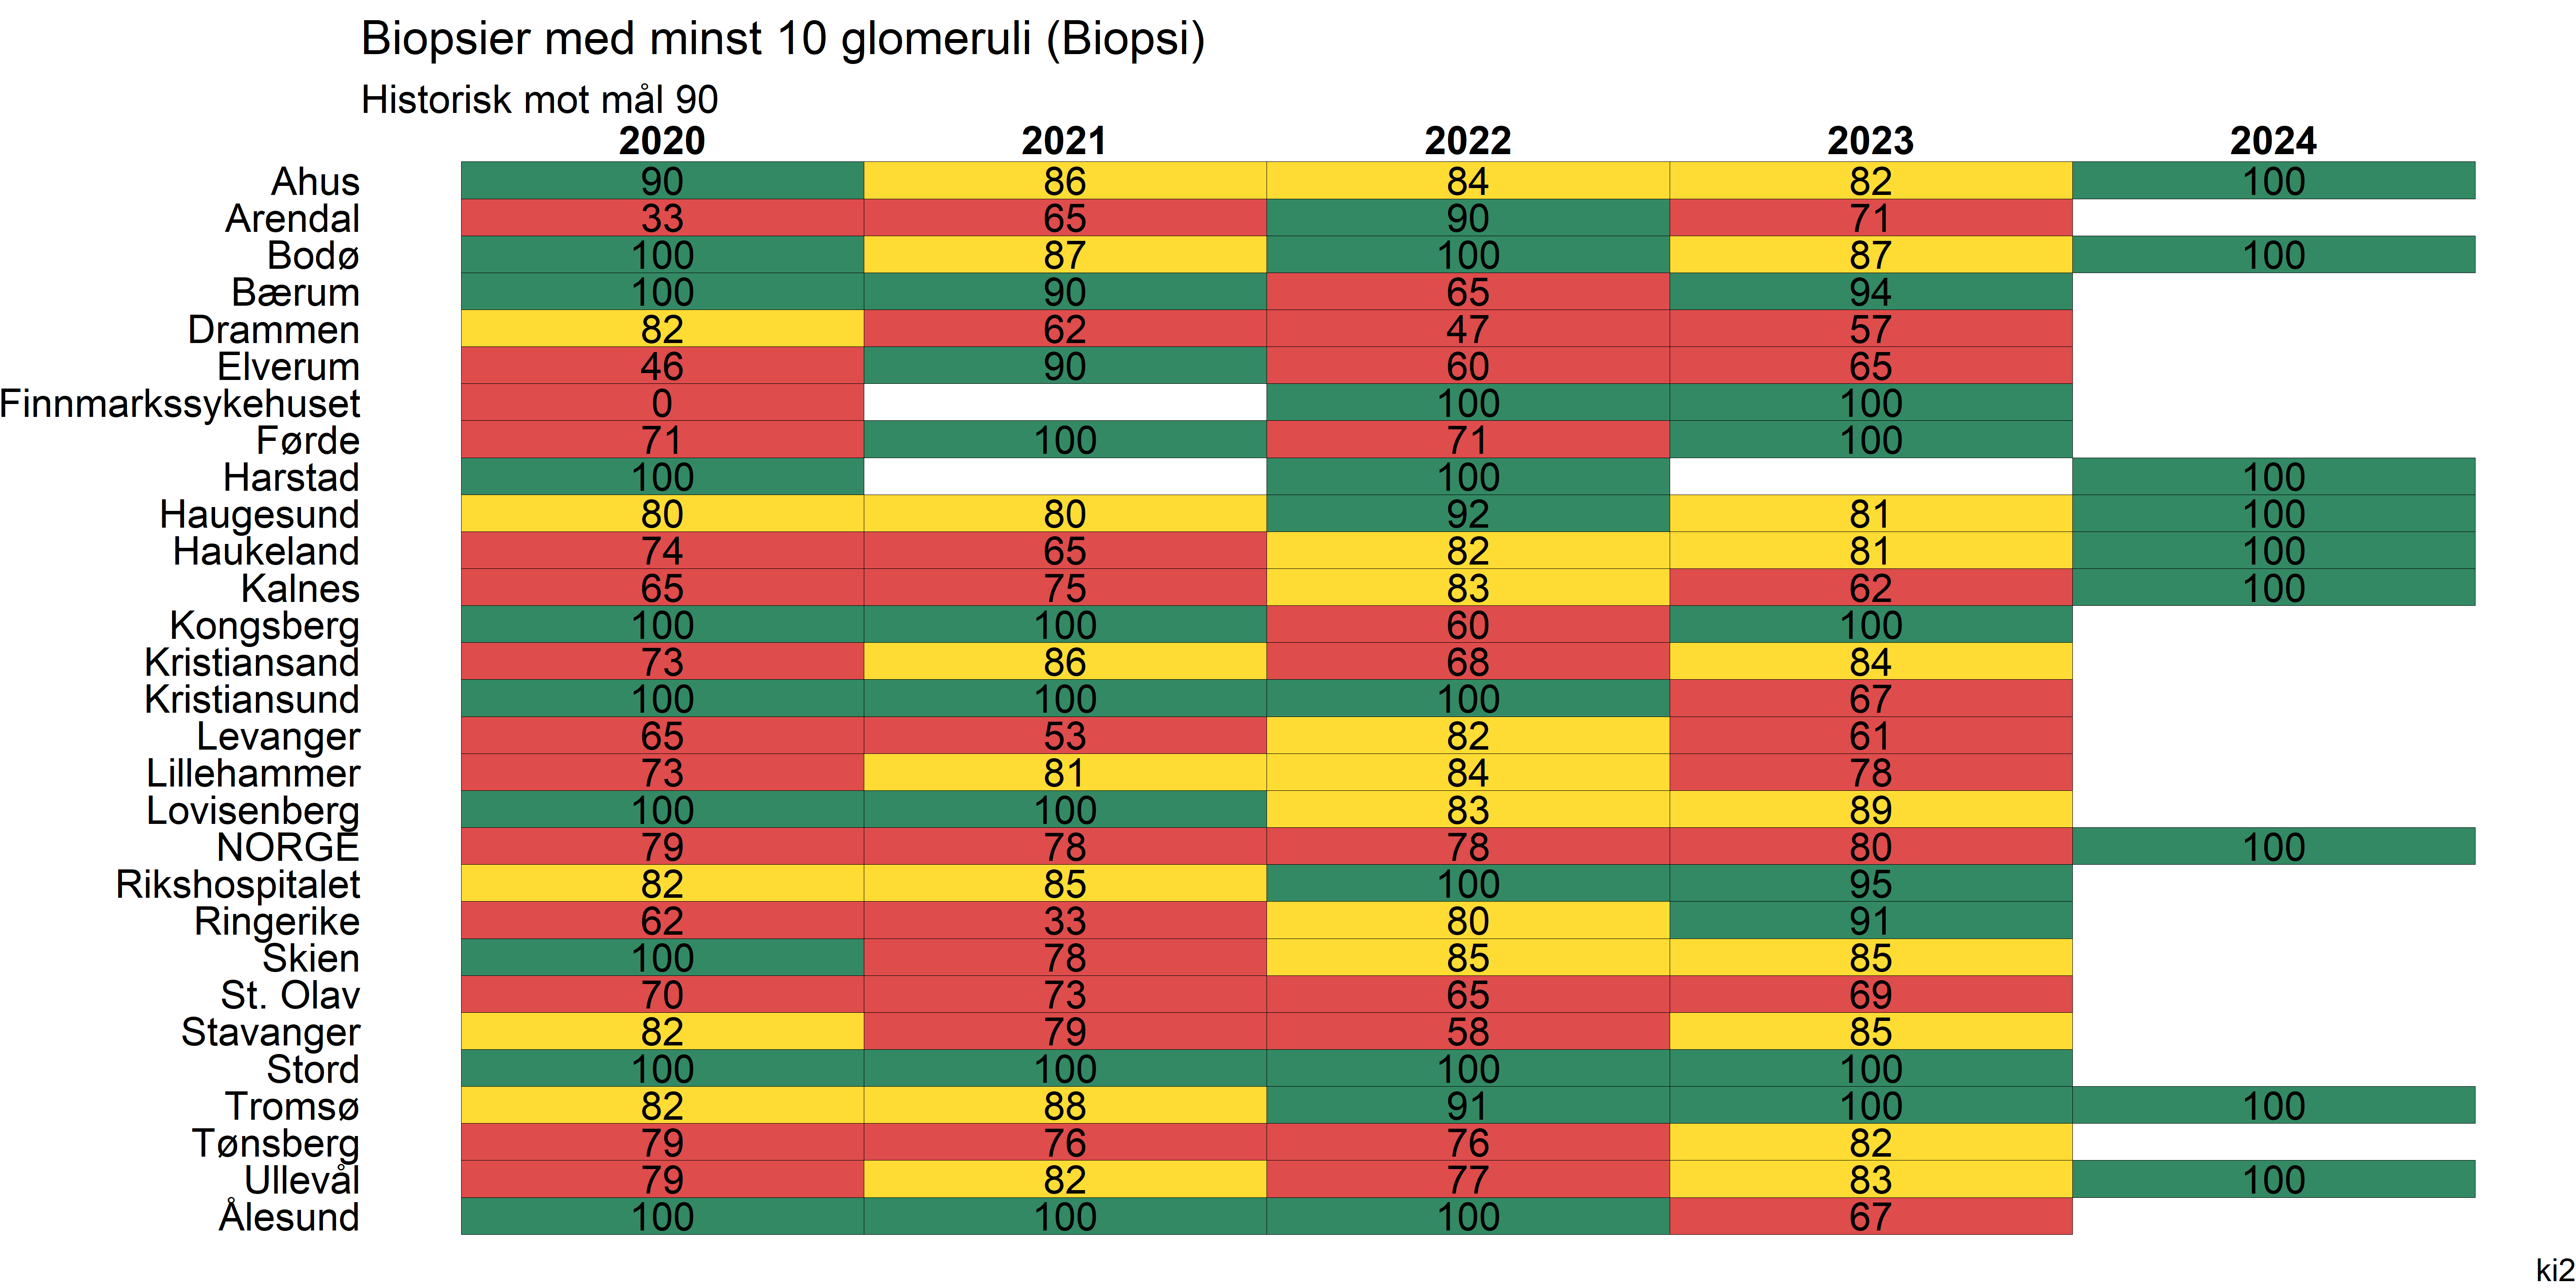 Biopsier med minst 10 glomeruli (Biopsi)
Historisk mot mål 90
2020 2021 2022 2023 2024
Ahus 90 86 84 82 100
Arendal 33 65 90 71
Bodø 100 87 100 87 100
Bærum 100 90 65 94
Drammen 82 62 47 57
Elverum 46 90 60 65
Finnmarkssykehuset 0 100 100
Førde 71 100 71 100
Harstad 100 100 100
Haugesund 80 80 92 81 100
Haukeland 74 65 82 81 100
Kalnes 65 75 83 62 100
Kongsberg 100 100 60 100
Kristiansand 73 86 68 84
Kristiansund 100 100 100 67
Levanger 65 53 82 61
Lillehammer 73 81 84 78
Lovisenberg 100 100 83 89
NORGE 79 78 78 80 100
Rikshospitalet 82 85 100 95
Ringerike 62 33 80 91
Skien 100 78 85 85
St. Olav 70 73 65 69
Stavanger 82 79 58 85
Stord 100 100 100 100
Tromsø 82 88 91 100 100
Tønsberg 79 76 76 82
Ullevål 79 82 77 83 100
Ålesund 100 100 100 67
ki2